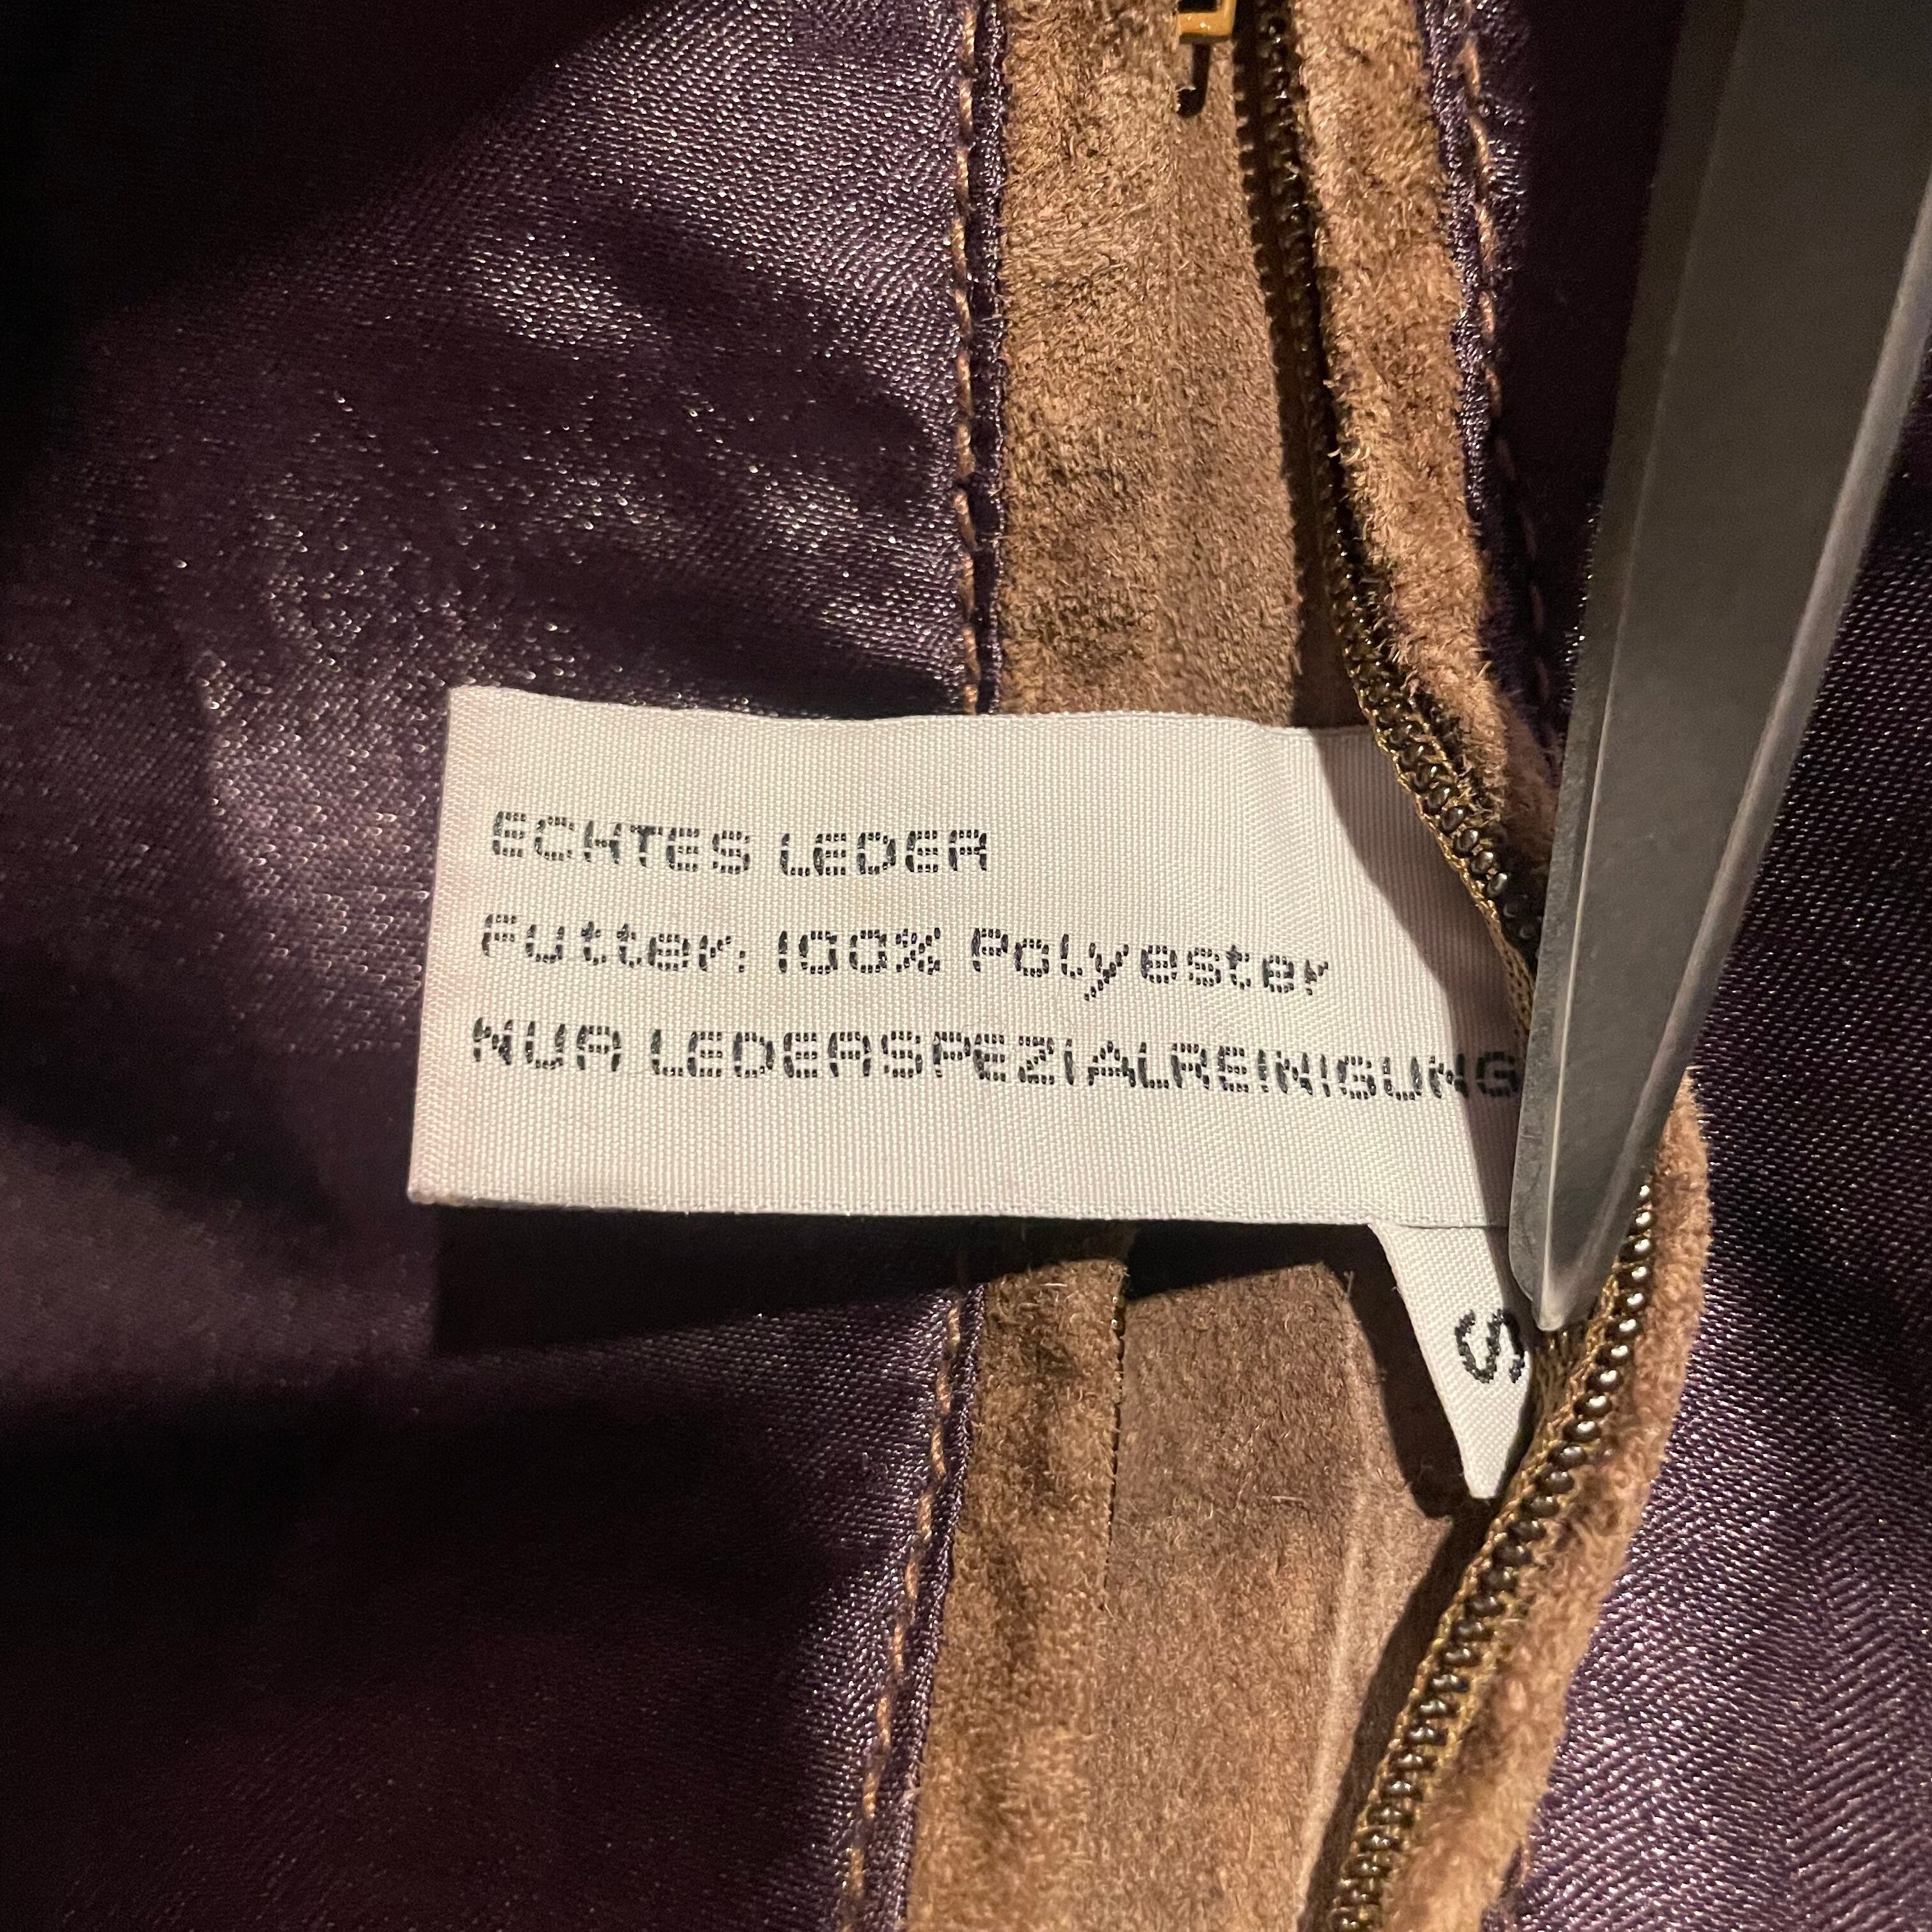 ECHTES LEDER
Futter: 100% Polyester
NUR LEDERSPEZIALREINIGUNG
S